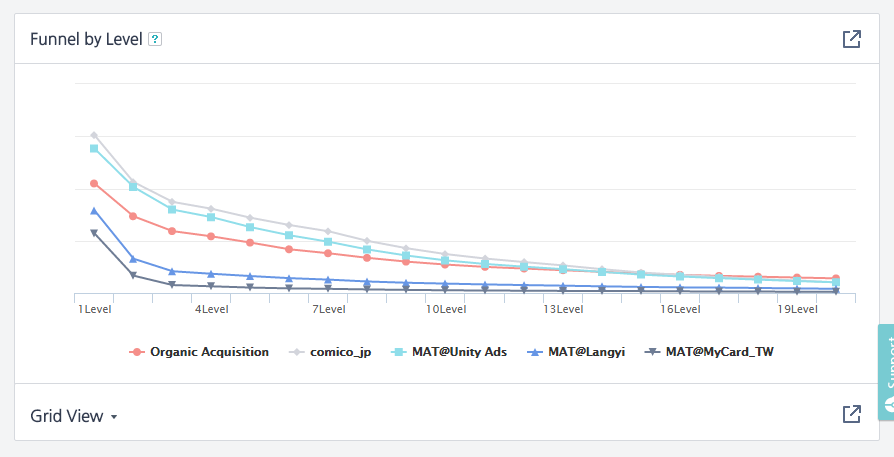 Funnel by Level ?
1Level 4Level 7Level 10Level 13Level 16Level 19Level
Organic Acquisition comico_jp MAT@Unity Ads MAT@Langyi MAT@MyCard_TW
Support
Grid View